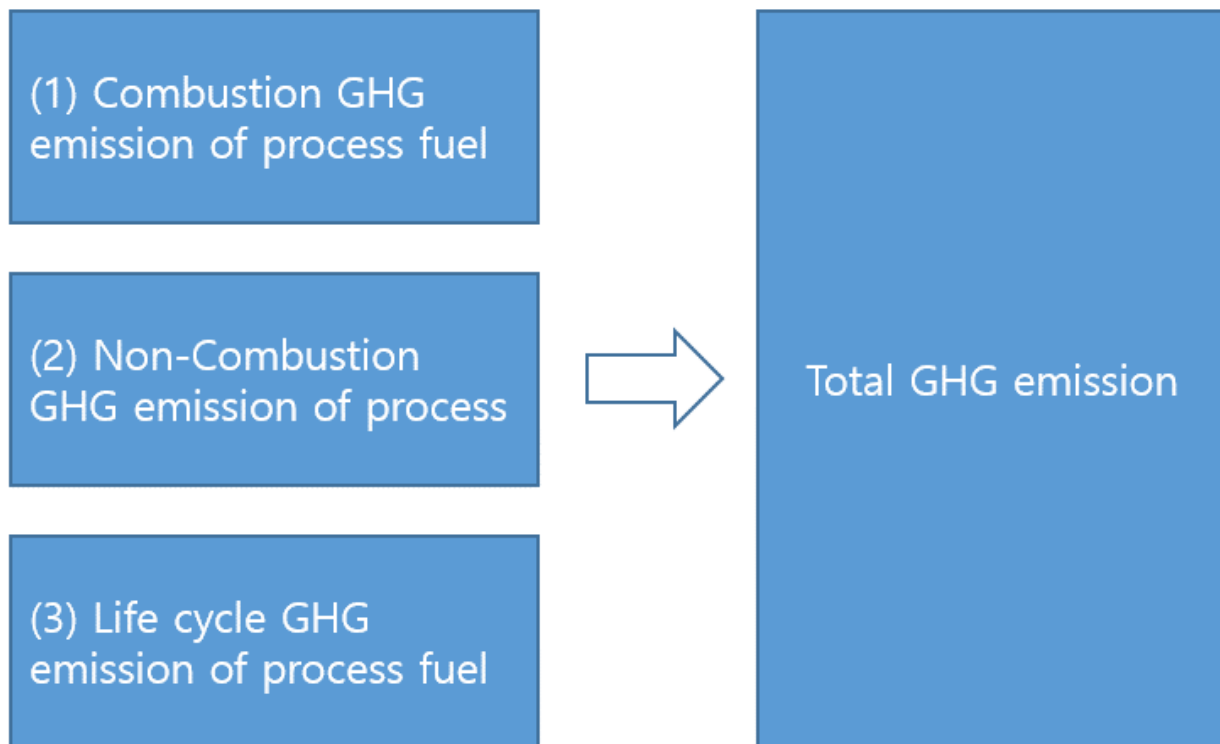 (1) Combustion GHG
emission of process fuel
(2) Non-Combustion
GHG emission of process
(3) Life cycle GHG
emission of process fuel
Total GHG emission